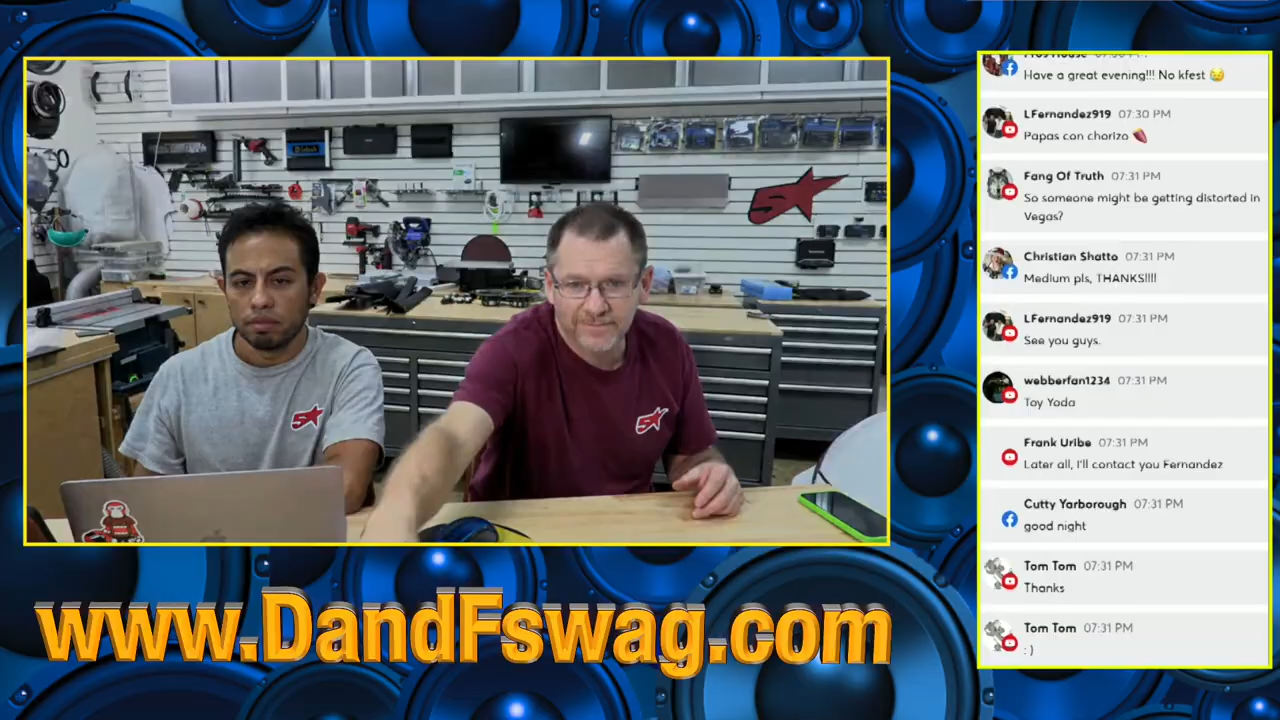 Have a great evening!!! No kfest 😢
LFernandez919 07:30 PM
Papas con chorizo 🍠
Fang Of Truth 07:31 PM
So someone might be getting distorted in
Vegas?
Christian Shatto 07:31 PM
Medium pls, THANKS!!!!
LFernandez919 07:31 PM
See you guys.
webberfan1234 07:31 PM
Toy Yoda
Frank Uribe 07:31 PM
Later all, I'll contact you Fernandez
Cutty Yarborough 07:31 PM
good night
Tom Tom 07:31 PM
Thanks
Tom Tom 07:31 PM
: )
www.DandFswag.com